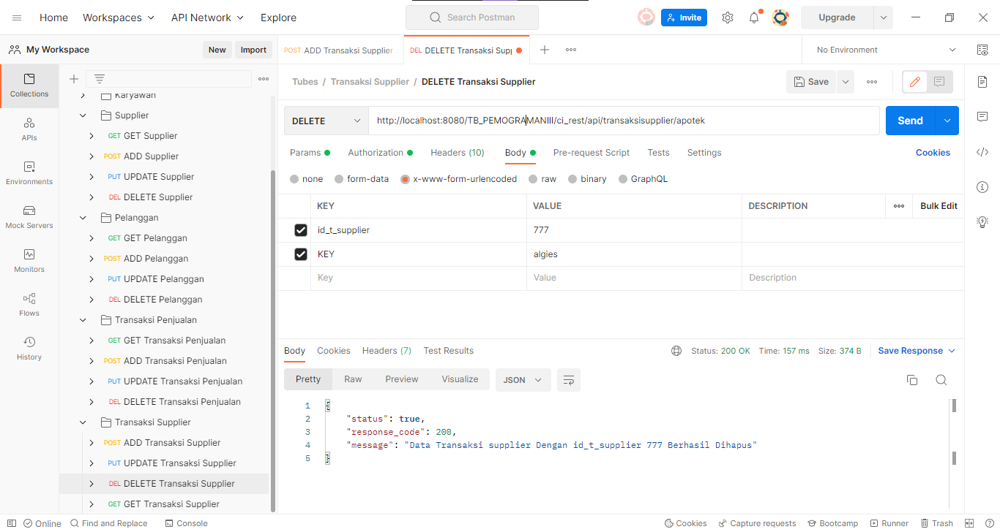 Home Workspaces API Network Explore Search Postman Invite Upgrade
My Workspace New Import POST ADD Transaksi Supplier DEL DELETE Transaksi Supp No Environment
Collections
APIs
Environments
Mock Servers
Monitors
Flows
History
Karyawan
Supplier
GET GET Supplier
POST ADD Supplier
PUT UPDATE Supplier
DEL DELETE Supplier
Pelanggan
GET GET Pelanggan
POST ADD Pelanggan
PUT UPDATE Pelanggan
DEL DELETE Pelanggan
Transaksi Penjualan
GET GET Transaksi Penjualan
POST ADD Transaksi Penjualan
PUT UPDATE Transaksi Penjualan
DEL DELETE Transaksi Penjualan
Transaksi Supplier
POST ADD Transaksi Supplier
PUT UPDATE Transaksi Supplier
DEL DELETE Transaksi Supplier
GET GET Transaksi Supplier
Tubes / Transaksi Supplier / DELETE Transaksi Supplier Save
DELETE http://localhost:8080/TB_PEMOGRAMANIII/ci_rest/api/transaksisupplier/apotek Send
Params Authorization Headers (10) Body Pre-request Script Tests Settings Cookies
none form-data x-www-form-urlencoded raw binary GraphQL
KEY VALUE DESCRIPTION Bulk Edit
id_t_supplier 777
KEY algies
Key Value Description
Body Cookies Headers (7) Test Results Status: 200 OK Time: 157 ms Size: 374 B Save Response
Pretty Raw Preview Visualize JSON
1 {
2 "status": true,
3 "response_code": 200,
4 "message": "Data Transaksi supplier Dengan id_t_supplier 777 Berhasil Dihapus"
5 }
Online Find and Replace Console Cookies Capture requests Bootcamp Runner Trash